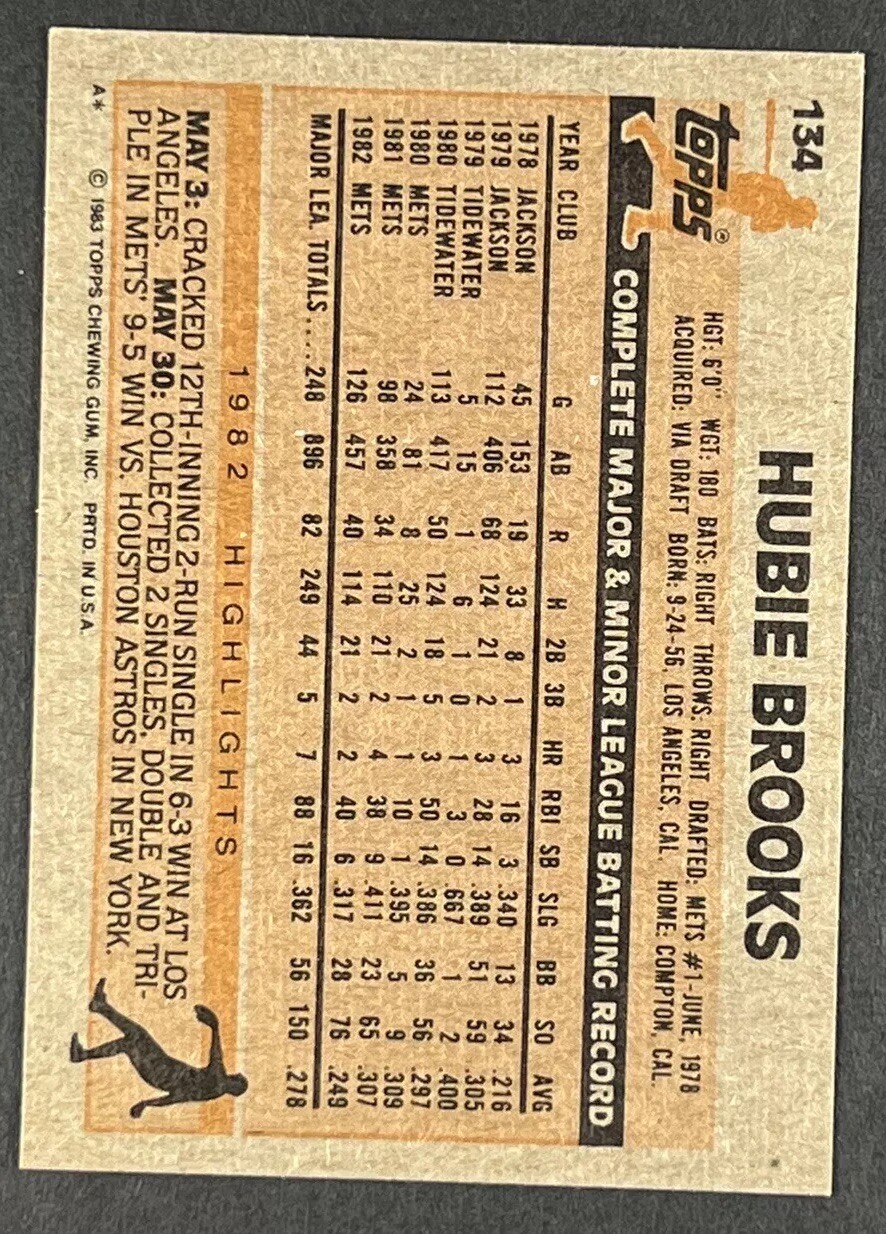 134
topps®
HUBIE BROOKS
HGT: 6'0" WGT: 180 BATS: RIGHT THROWS: RIGHT DRAFTED: METS #1-JUNE, 1978
ACQUIRED: VIA DRAFT BORN: 9-24-56, LOS ANGELES, CAL. HOME: COMPTON, CAL.
COMPLETE MAJOR & MINOR LEAGUE BATTING RECORD
YEAR CLUB G AB R H 2B 3B HR RBI SB SLG BB SO AVG
1978 JACKSON 45 153 19 33 8 1 3 16 3 .340 13 34 .216
1979 JACKSON 112 406 68 124 21 2 3 28 14 .389 51 59 .305
1979 TIDEWATER 5 15 1 6 1 0 1 3 0 .667 1 2 .400
1980 TIDEWATER 113 417 50 124 18 5 3 50 14 .386 36 56 .297
1980 METS 24 81 8 25 2 1 1 10 1 .395 5 9 .309
1981 METS 98 358 34 110 21 2 4 38 9 .411 23 65 .307
1982 METS 126 457 40 114 21 2 2 40 6 .317 28 76 .249
MAJOR LEA. TOTALS.....248 896 82 249 44 5 7 88 16 .362 56 150 .278
1982 HIGHLIGHTS
MAY 3: CRACKED 12TH-INNING 2-RUN SINGLE IN 6-3 WIN AT LOS
ANGELES. MAY 30: COLLECTED 2 SINGLES, DOUBLE AND TRI-
PLE IN METS' 9-5 WIN VS. HOUSTON ASTROS IN NEW YORK.
A* © 1983 TOPPS CHEWING GUM, INC. PRTD. IN U.S.A.